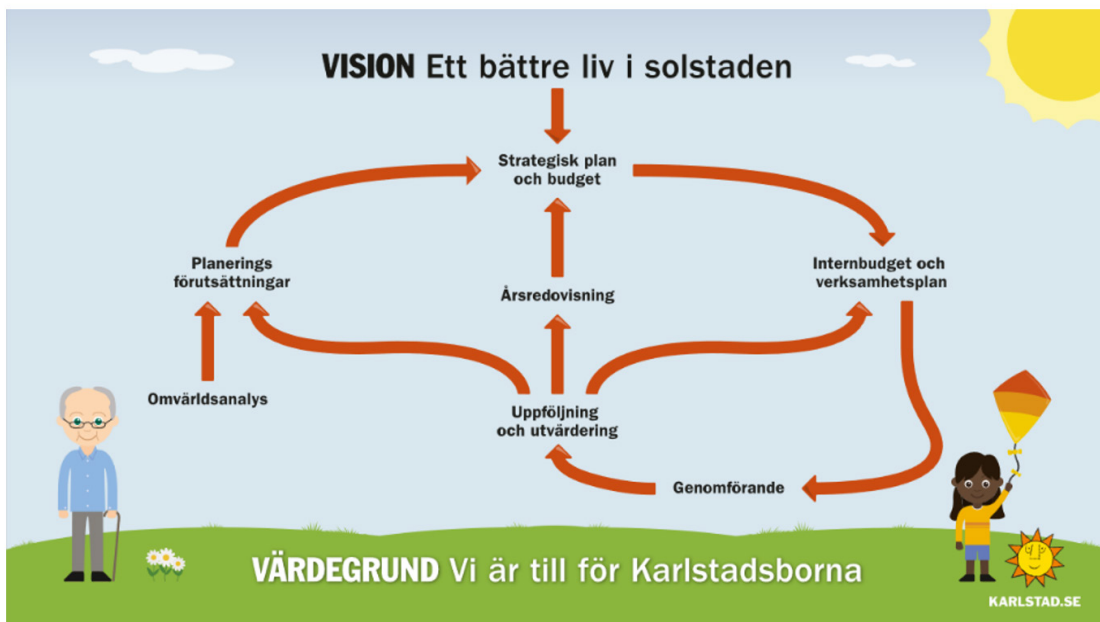 VISION Ett bättre liv i solstaden
Strategisk plan
och budget
Planerings
förutsättningar
Internbudget och
verksamhetsplan
Årsredovisning
Omvärldsanalys
Uppföljning
och utvärdering
Genomförande
VÄRDEGRUND Vi är till för Karlstadsborna
KARLSTAD.SE